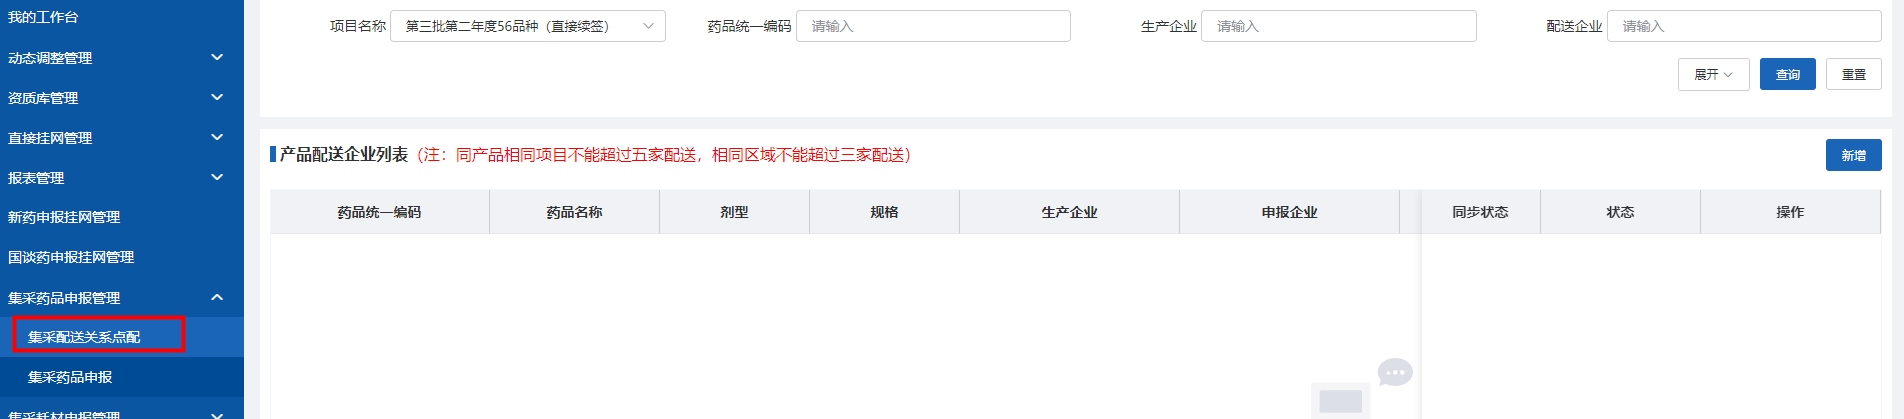 我的工作台
动态调整管理
资质库管理
直接挂网管理
报表管理
新药申报挂网管理
国谈药申报挂网管理
集采药品申报管理
集采配送关系点配
集采药品申报
集采耗材申报管理
项目名称 第三批第二年度56品种（直接续签） 药品统一编码 请输入 生产企业 请输入 配送企业 请输入
展开 查询 重置
产品配送企业列表（注：同产品相同项目不能超过五家配送，相同区域不能超过三家配送） 新增
药品统一编码 药品名称 剂型 规格 生产企业 申报企业 同步状态 状态 操作